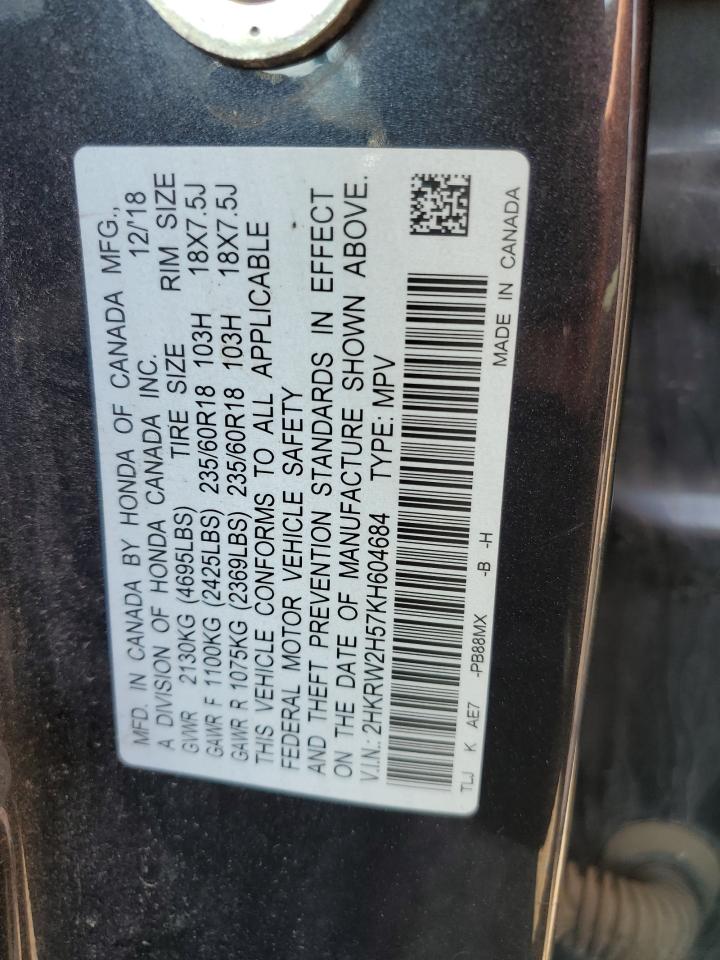 MFD. IN CANADA BY HONDA OF CANADA MFG.,
A DIVISION OF HONDA CANADA INC. 12/'18
GVWR 2130KG (4695LBS) TIRE SIZE RIM SIZE
GAWR F 1100KG (2425LBS) 235/60R18 103H 18X7.5J
GAWR R 1075KG (2369LBS) 235/60R18 103H 18X7.5J
THIS VEHICLE CONFORMS TO ALL APPLICABLE
FEDERAL MOTOR VEHICLE SAFETY
AND THEFT PREVENTION STANDARDS IN EFFECT
ON THE DATE OF MANUFACTURE SHOWN ABOVE.
V.I.N.: 2HKRW2H57KH604684 TYPE: MPV
TLJ K AE7 -PB88MX -B -H
MADE IN CANADA